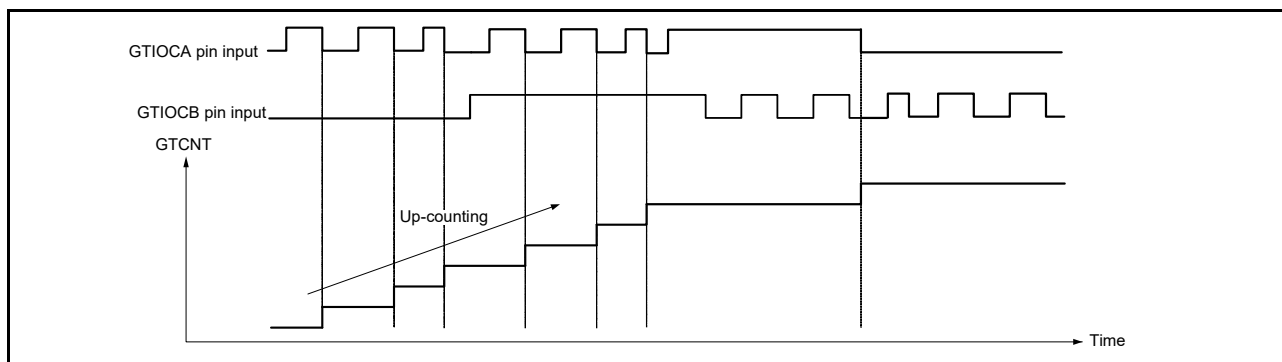 GTIOCA pin input
GTIOCB pin input
GTCNT
Up-counting
Time